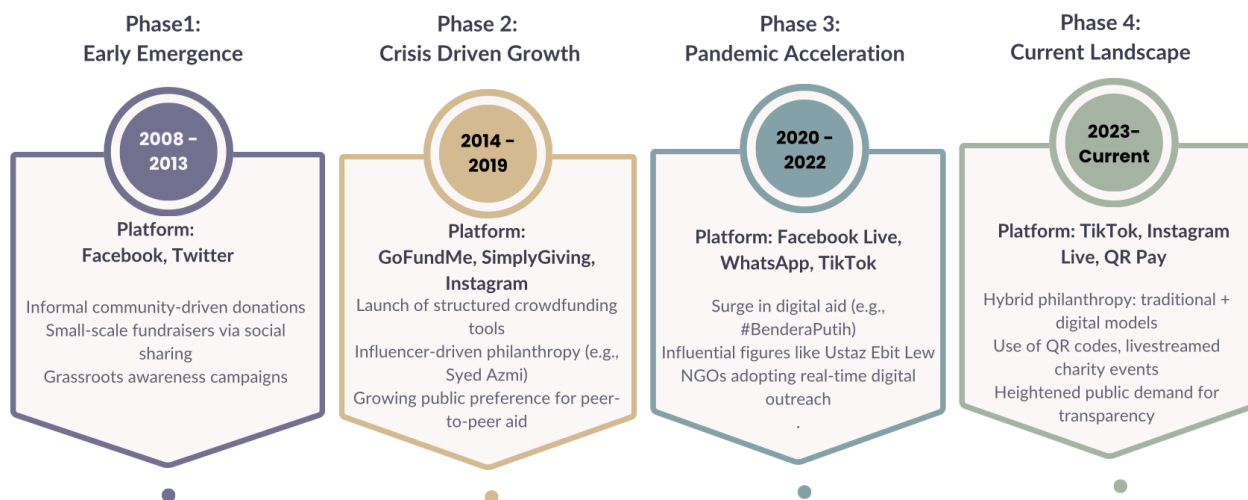 Phase1:
Early Emergence
2008 –
2013
Platform:
Facebook, Twitter
Informal community-driven donations
Small-scale fundraisers via social
sharing
Grassroots awareness campaigns
Phase 2:
Crisis Driven Growth
2014 –
2019
Platform:
GoFundMe, SimplyGiving,
Instagram
Launch of structured crowdfunding
tools
Influencer-driven philanthropy (e.g.,
Syed Azmi)
Growing public preference for peer-
to-peer aid
Phase 3:
Pandemic Acceleration
2020 –
2022
Platform: Facebook Live,
WhatsApp, TikTok
Surge in digital aid (e.g.,
#BenderaPutih)
Influential figures like Ustaz Ebit Lew
NGOs adopting real-time digital
outreach
.
Phase 4:
Current Landscape
2023–
Current
Platform: TikTok, Instagram
Live, QR Pay
Hybrid philanthropy: traditional +
digital models
Use of QR codes, livestreamed
charity events
Heightened public demand for
transparency